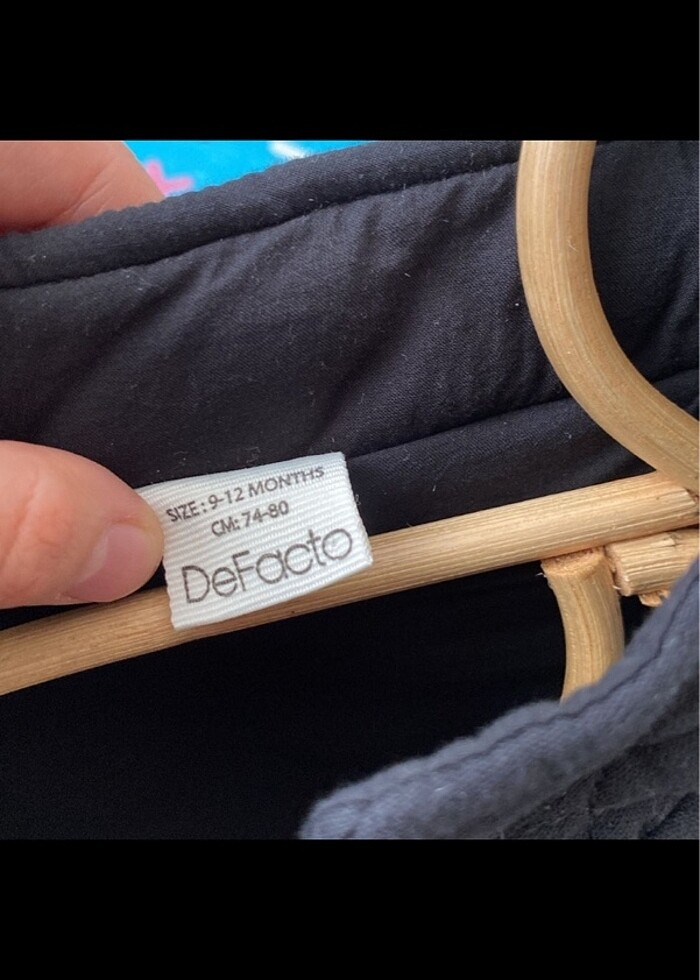 SIZE: 9-12 MONTHS
CM: 74-80
DeFacto